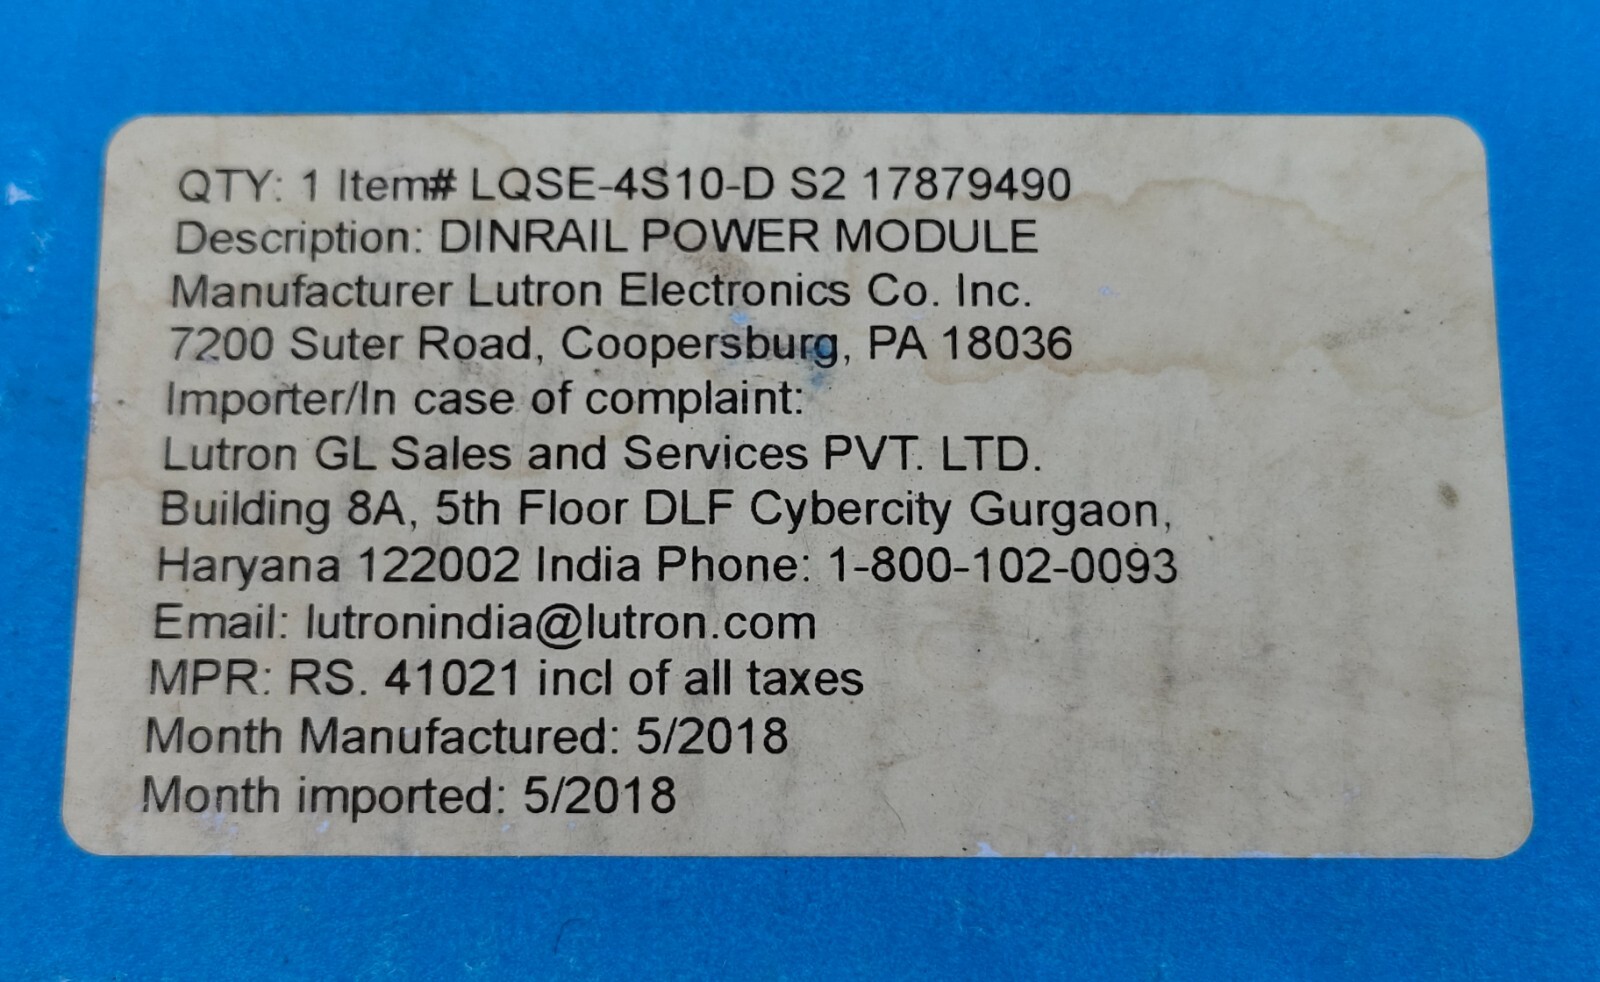 QTY: 1 Item# LQSE-4S10-D S2 17879490
Description: DINRAIL POWER MODULE
Manufacturer Lutron Electronics Co. Inc.
7200 Suter Road, Coopersburg, PA 18036
Importer/In case of complaint:
Lutron GL Sales and Services PVT. LTD.
Building 8A, 5th Floor DLF Cybercity Gurgaon,
Haryana 122002 India Phone: 1-800-102-0093
Email: lutronindia@lutron.com
MPR: RS. 41021 incl of all taxes
Month Manufactured: 5/2018
Month imported: 5/2018